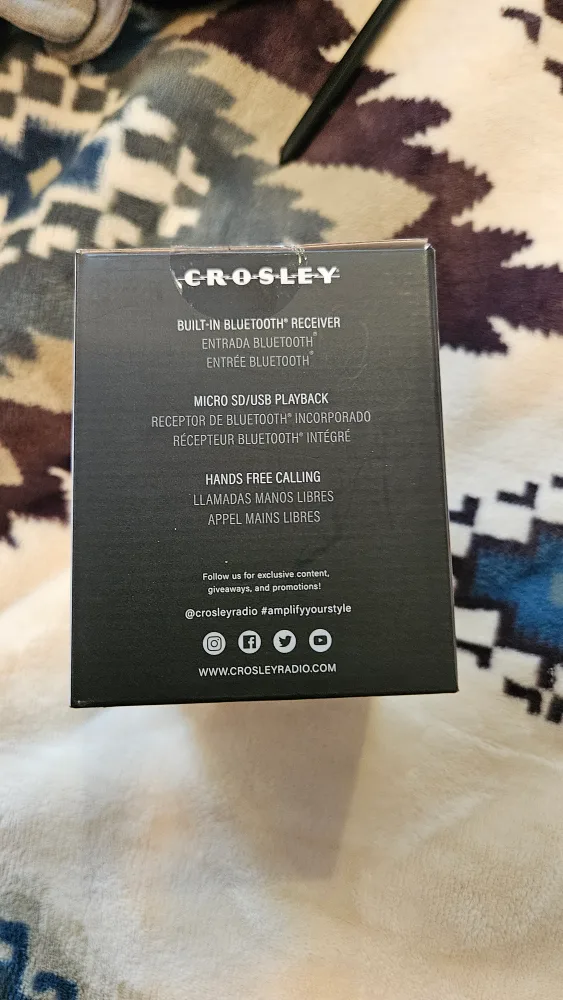 CROSLEY
BUILT-IN BLUETOOTH® RECEIVER
ENTRADA BLUETOOTH®
ENTRÉE BLUETOOTH®
MICRO SD/USB PLAYBACK
RECEPTOR DE BLUETOOTH® INCORPORADO
RÉCEPTEUR BLUETOOTH® INTÉGRÉ
HANDS FREE CALLING
LLAMADAS MANOS LIBRES
APPEL MAINS LIBRES
Follow us for exclusive content,
giveaways, and promotions!
@crosleyradio #amplifyyourstyle
WWW.CROSLEYRADIO.COM